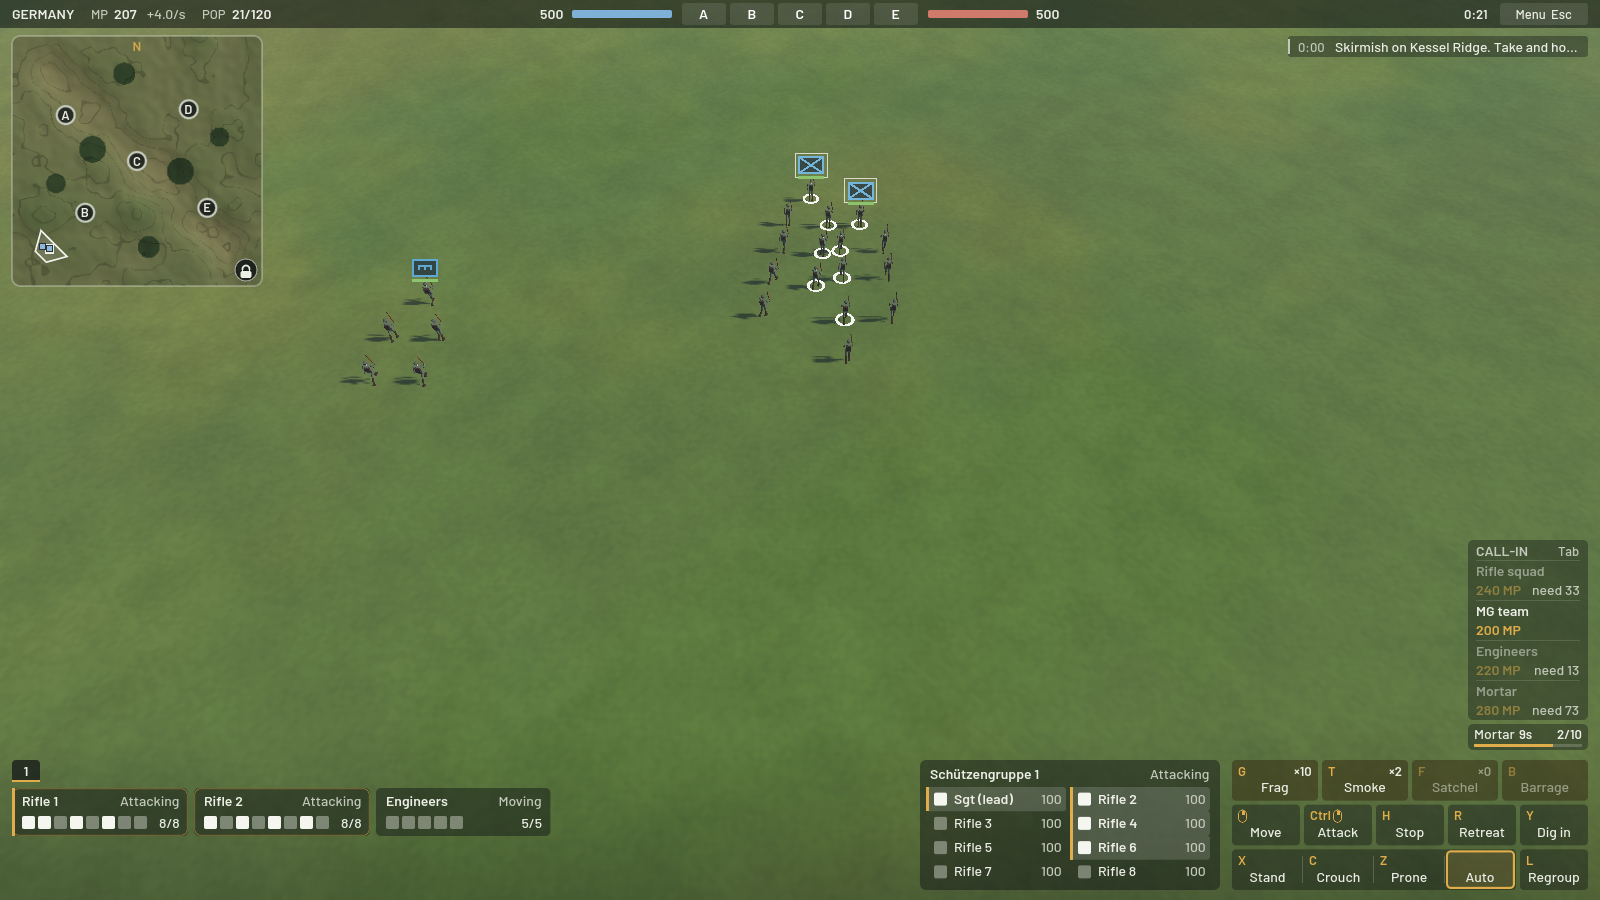 GERMANY MP 207 +4.0/s POP 21/120
500 A B C D E 500
0:21 Menu Esc
0:00 Skirmish on Kessel Ridge. Take and ho...
N
A
D
C
B
E
CALL-IN Tab
Rifle squad
240 MP need 33
MG team
200 MP
Engineers
220 MP need 13
Mortar
280 MP need 73
Mortar 9s 2/10
1
Rifle 1 Attacking
8/8
Rifle 2 Attacking
8/8
Engineers Moving
5/5
Schützengruppe 1 Attacking
Sgt (lead) 100 Rifle 2 100
Rifle 3 100 Rifle 4 100
Rifle 5 100 Rifle 6 100
Rifle 7 100 Rifle 8 100
G ×10 T ×2 F ×0 B
Frag Smoke Satchel Barrage
Ctrl H R Y
Move Attack Stop Retreat Dig in
X C Z L
Stand Crouch Prone Auto Regroup